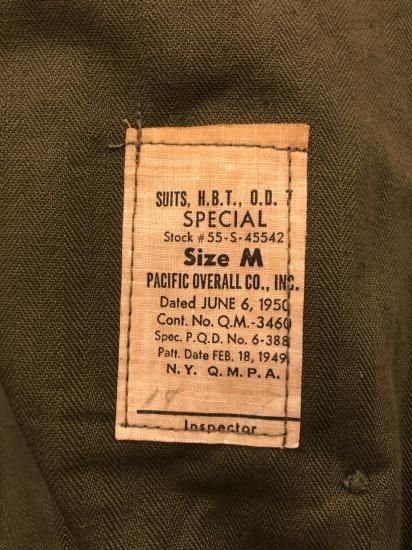 SUITS, H.B.T., O.D. 7
SPECIAL
Stock # 55-S-45542
Size M
PACIFIC OVERALL CO., INC.
Dated JUNE 6, 1950
Cont. No. Q.M.-3460
Spec. P.Q.D. No. 6-388
Patt. Date FEB. 18, 1949
N.Y. Q.M.P.A.
Inspector